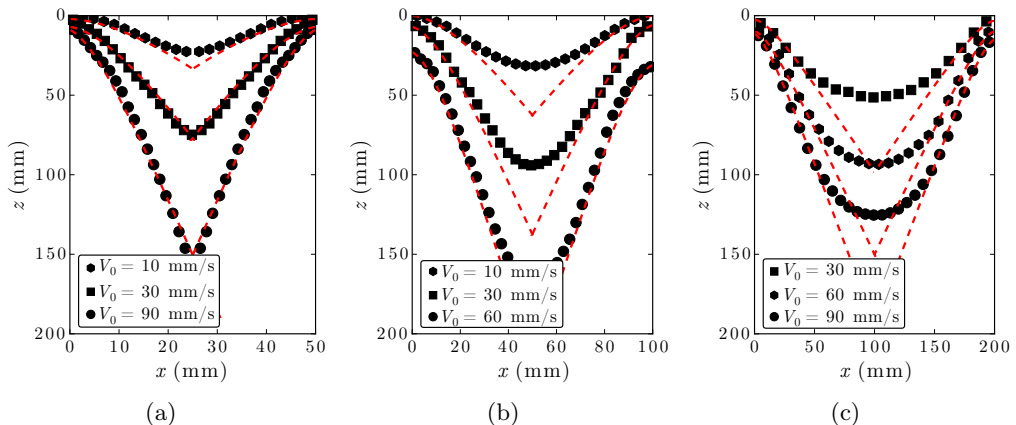 0
50
100
150
200
z (mm)
V₀ = 10 mm/s
V₀ = 30 mm/s
V₀ = 90 mm/s
0 10 20 30 40 50
x (mm)
(a)
0
50
100
150
200
z (mm)
V₀ = 10 mm/s
V₀ = 30 mm/s
V₀ = 60 mm/s
0 20 40 60 80 100
x (mm)
(b)
0
50
100
150
200
z (mm)
V₀ = 30 mm/s
V₀ = 60 mm/s
V₀ = 90 mm/s
0 50 100 150 200
x (mm)
(c)